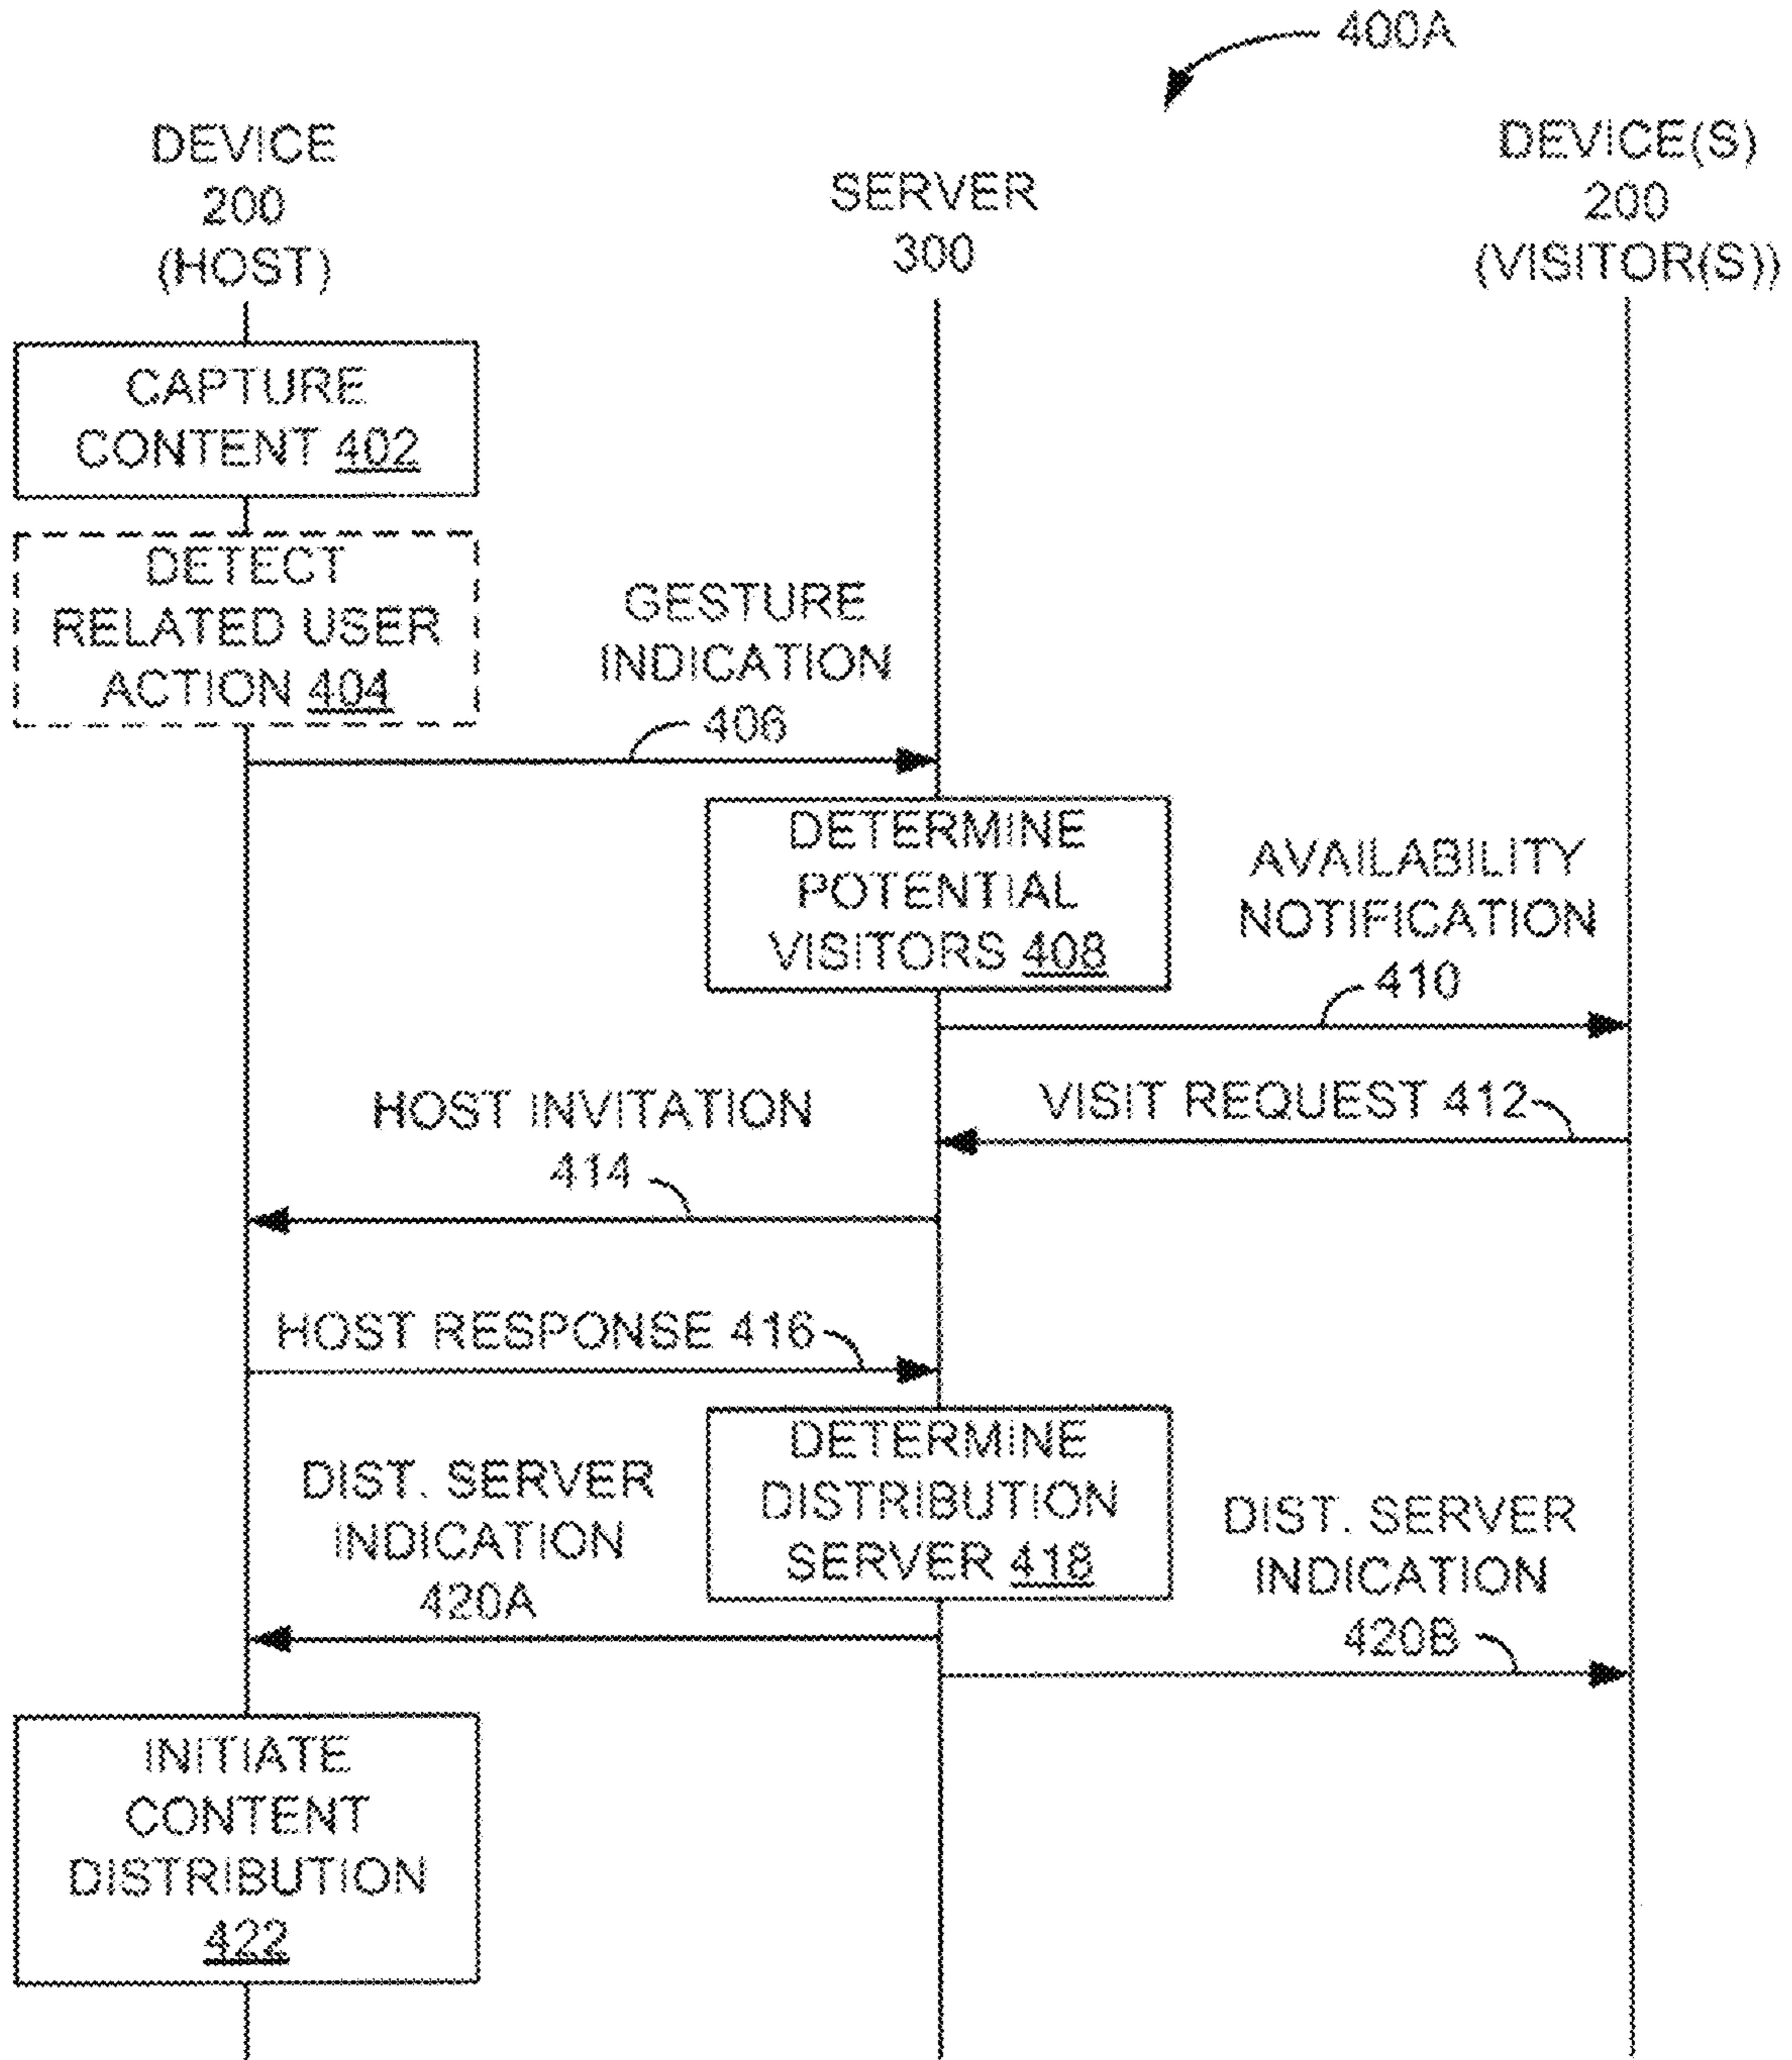 400A
DEVICE
200
(HOST)
SERVER
300
DEVICE(S)
200
(VISITOR(S))
CAPTURE
CONTENT 402
DETECT
RELATED USER
ACTION 404
GESTURE
INDICATION
406
DETERMINE
POTENTIAL
VISITORS 408
AVAILABILITY
NOTIFICATION
410
VISIT REQUEST 412
HOST INVITATION
414
HOST RESPONSE 416
DETERMINE
DISTRIBUTION
SERVER 418
DIST. SERVER
INDICATION
420A
DIST. SERVER
INDICATION
420B
INITIATE
CONTENT
DISTRIBUTION
422